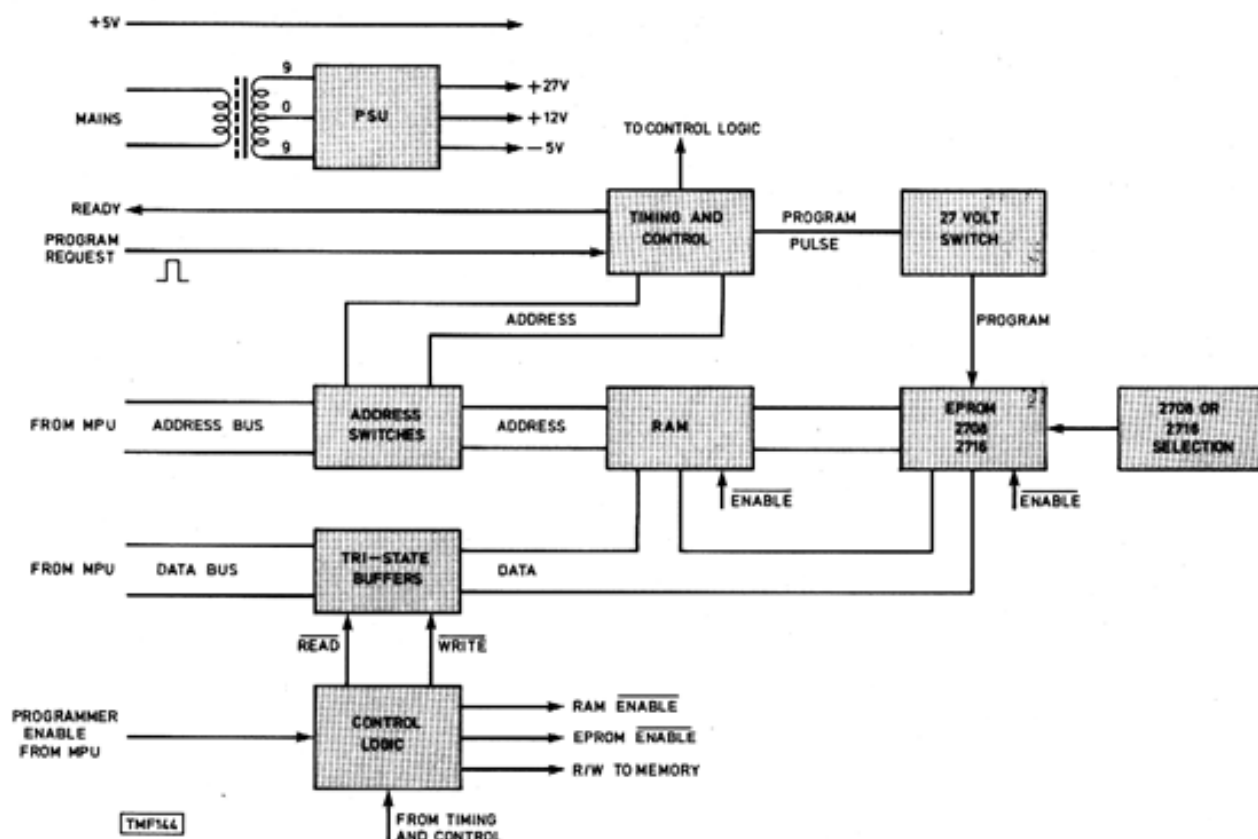 +5V
MAINS
9
0
9
PSU
+27V
+12V
-5V
TO CONTROL LOGIC
READY
PROGRAM
REQUEST
TIMING AND
CONTROL
PROGRAM
PULSE
27 VOLT
SWITCH
ADDRESS
PROGRAM
FROM MPU
ADDRESS BUS
ADDRESS
SWITCHES
ADDRESS
RAM
EPROM
2708
2716
2708 OR
2716
SELECTION
ENABLE
ENABLE
FROM MPU
DATA BUS
TRI-STATE
BUFFERS
DATA
READ
WRITE
PROGRAMMER
ENABLE
FROM MPU
CONTROL
LOGIC
RAM ENABLE
EPROM ENABLE
R/W TO MEMORY
TMF144
FROM TIMING
AND CONTROL